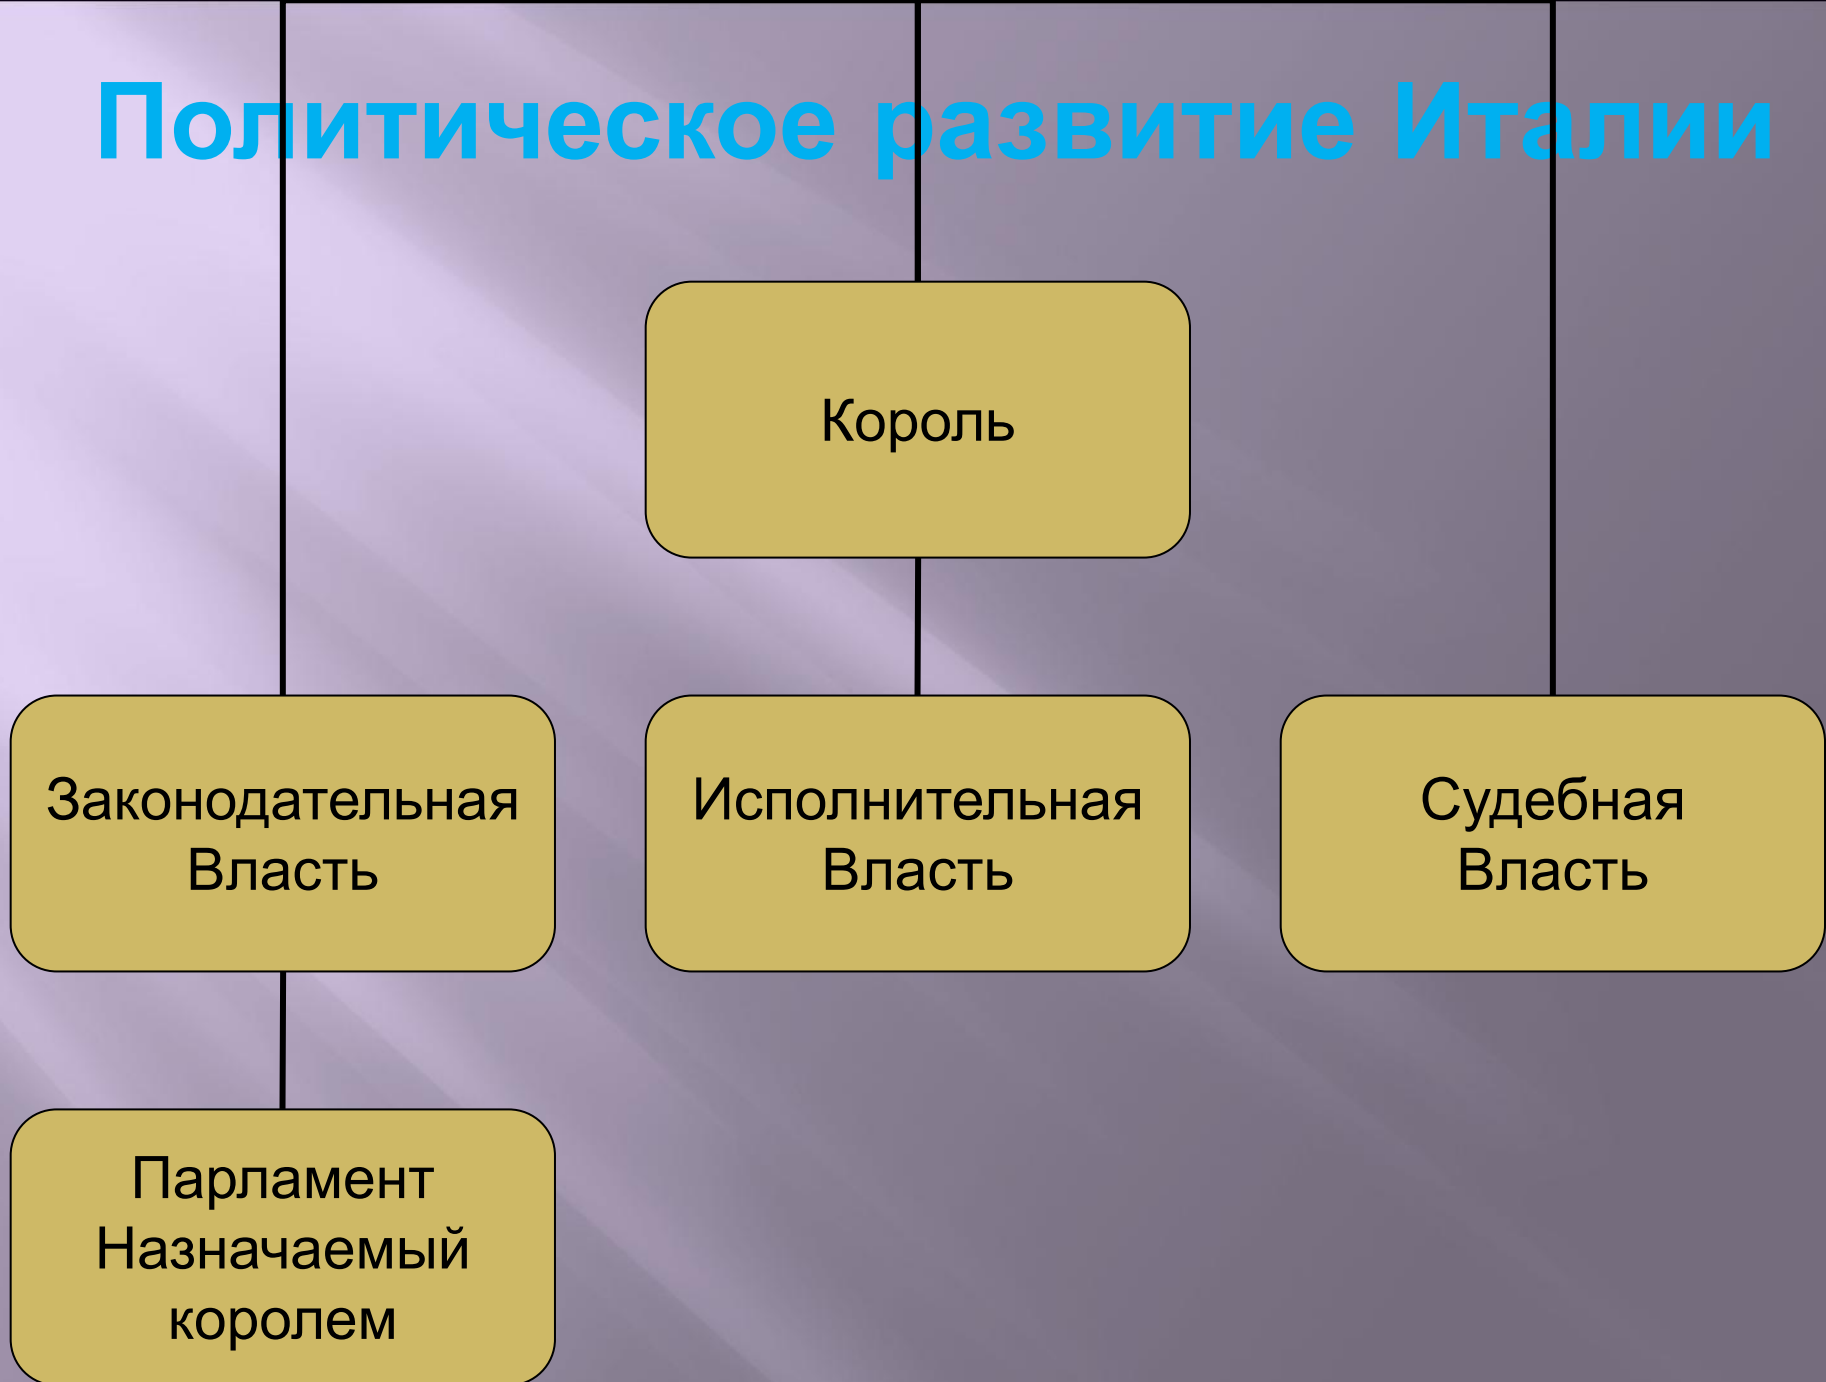 Политическое развитие Италии
Король
Законодательная
Власть
Исполнительная
Власть
Судебная
Власть
Парламент
Назначаемый
королем